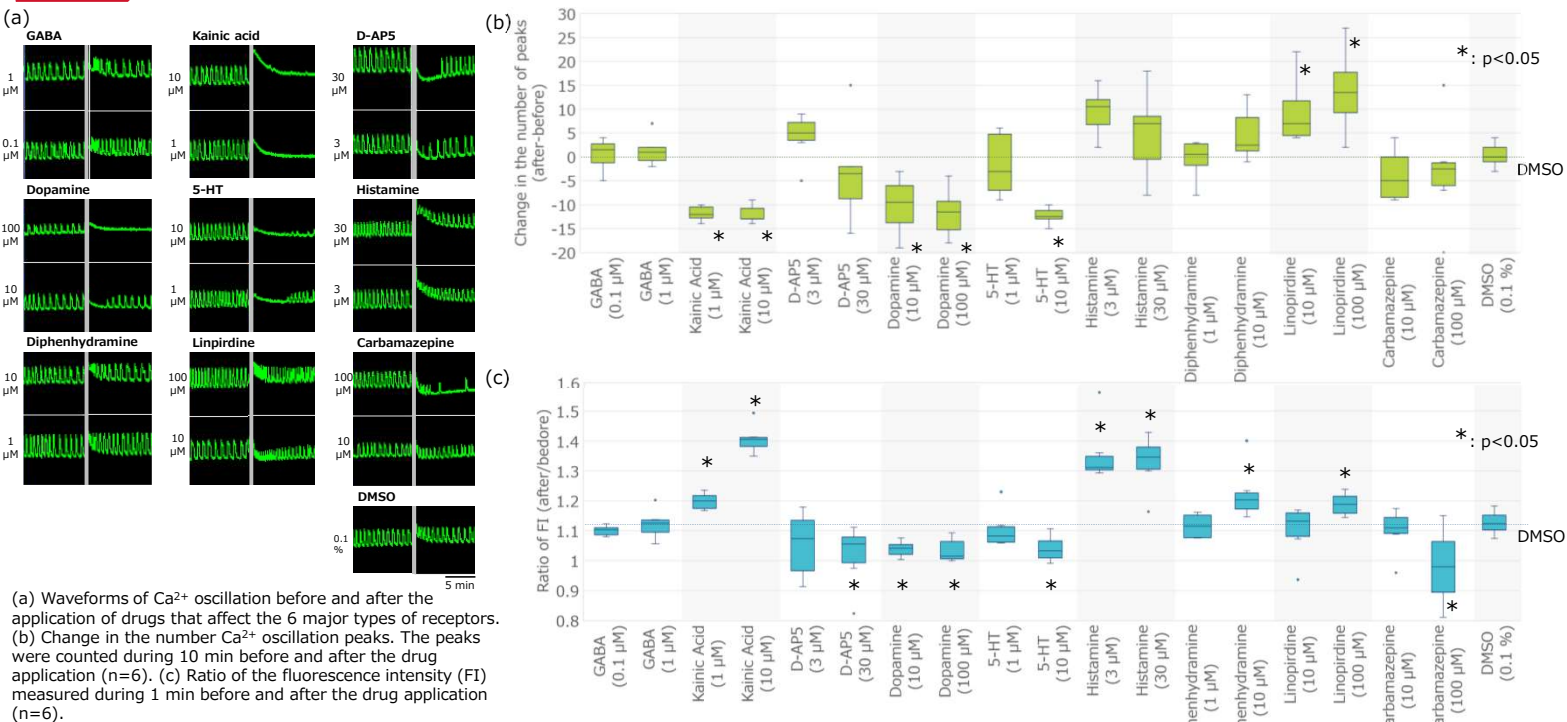 (a)
GABA
Kainic acid
D-AP5
1
µM
10
µM
30
µM
0.1
µM
1
µM
3
µM
Dopamine
5-HT
Histamine
100
µM
10
µM
30
µM
10
µM
1
µM
3
µM
Diphenhydramine
Linpirdine
Carbamazepine
10
µM
100
µM
100
µM
1
µM
10
µM
10
µM
DMSO
0.1
%
5 min
(a) Waveforms of Ca²⁺ oscillation before and after the
application of drugs that affect the 6 major types of receptors.
(b) Change in the number Ca²⁺ oscillation peaks. The peaks
were counted during 10 min before and after the drug
application (n=6). (c) Ratio of the fluorescence intensity (FI)
measured during 1 min before and after the drug application
(n=6).
(b)
Change in the number of peaks
(after-before)
30
25
20
15
10
5
0
-5
-10
-15
-20
* * * * * * *
*: p<0.05
DMSO
GABA
(0.1 µM)
GABA
(1 µM)
Kainic Acid
(1 µM)
Kainic Acid
(10 µM)
D-AP5
(3 µM)
D-AP5
(30 µM)
Dopamine
(10 µM)
Dopamine
(100 µM)
5-HT
(1 µM)
5-HT
(10 µM)
Histamine
(3 µM)
Histamine
(30 µM)
Diphenhydramine
(1 µM)
Diphenhydramine
(10 µM)
Linopirdine
(10 µM)
Linopirdine
(100 µM)
Carbamazepine
(10 µM)
Carbamazepine
(100 µM)
DMSO
(0.1 %)
(c)
Ratio of FI (after/bedore)
1.6
1.5
1.4
1.3
1.2
1.1
1
0.9
0.8
* * * * * * * * * * *
*: p<0.05
DMSO
GABA
(0.1 µM)
GABA
(1 µM)
Kainic Acid
(1 µM)
Kainic Acid
(10 µM)
D-AP5
(3 µM)
D-AP5
(30 µM)
Dopamine
(10 µM)
Dopamine
(100 µM)
5-HT
(1 µM)
5-HT
(10 µM)
Histamine
(3 µM)
Histamine
(30 µM)
phenhydramine
(1 µM)
phenhydramine
(10 µM)
Linopirdine
(10 µM)
Linopirdine
(100 µM)
arbamazepine
(10 µM)
arbamazepine
(100 µM)
DMSO
(0.1 %)